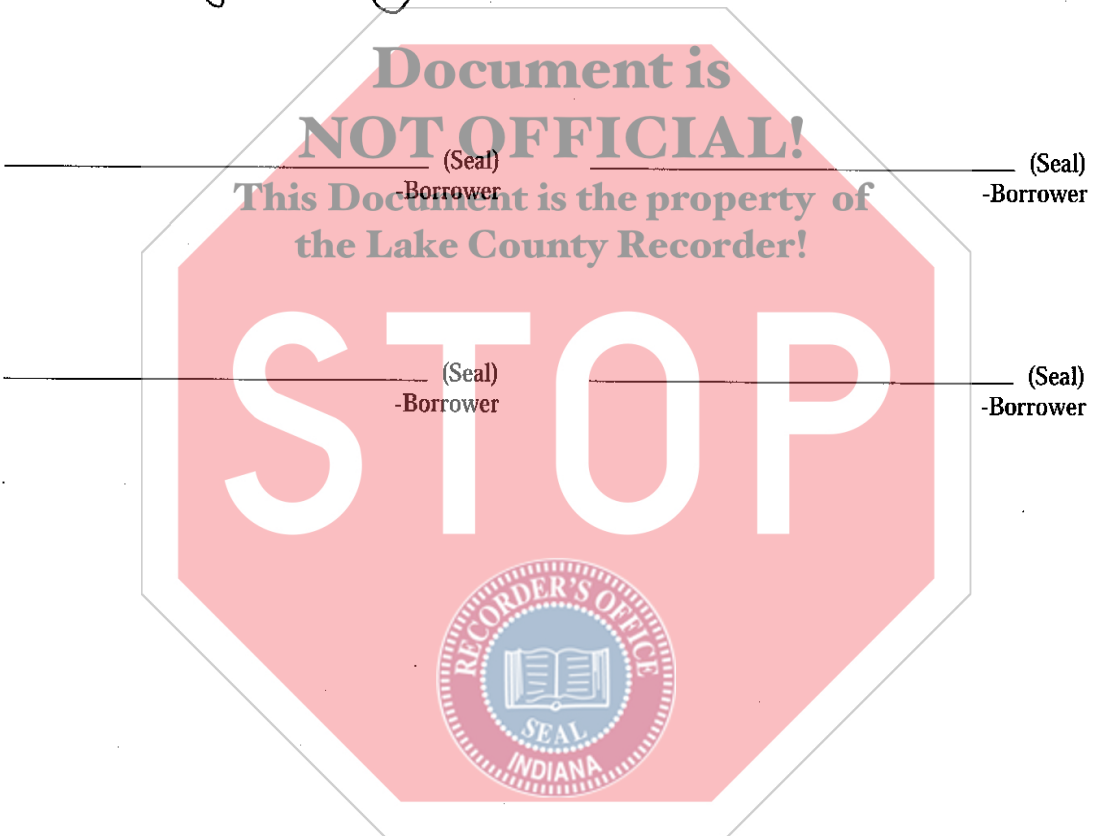 Document is
NOT OFFICIAL!
(Seal) (Seal)
-Borrower -Borrower
This Document is the property of
the Lake County Recorder!
STOP
(Seal) (Seal)
-Borrower -Borrower
RECORDER'S OFFICE
SEAL
INDIANA